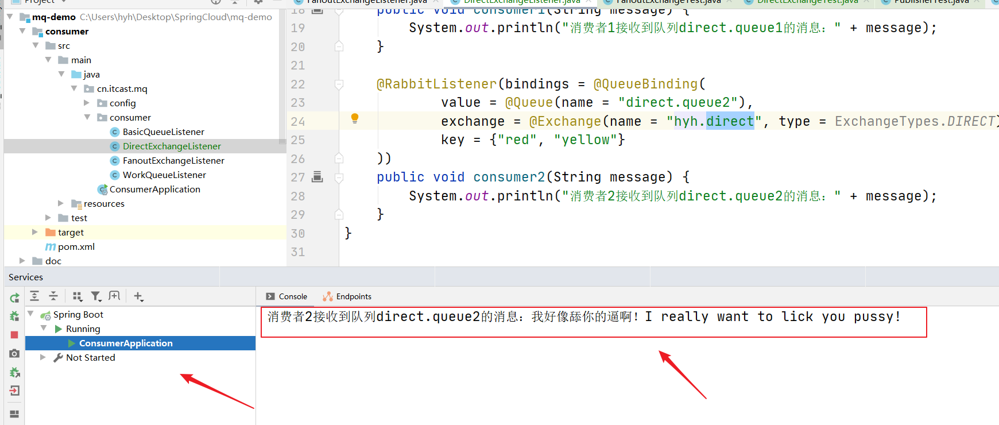 Project
FanoutExchangeListener.java
DirectExchangeListener.java
FanoutExchangeTest.java
DirectExchangeTest.java
PublisherTest.java
mq-demo C:\Users\hyh\Desktop\SpringCloud\mq-demo
consumer
src
main
java
cn.itcast.mq
config
consumer
BasicQueueListener
DirectExchangeListener
FanoutExchangeListener
WorkQueueListener
ConsumerApplication
resources
test
target
pom.xml
doc
18 public void consumer1(String message) {
19 System.out.println("消费者1接收到队列direct.queue1的消息：" + message);
20 }
21
22 @RabbitListener(bindings = @QueueBinding(
23 value = @Queue(name = "direct.queue2"),
24 exchange = @Exchange(name = "hyh.direct", type = ExchangeTypes.DIRECT)
25 key = {"red", "yellow"}
26 ))
27 public void consumer2(String message) {
28 System.out.println("消费者2接收到队列direct.queue2的消息：" + message);
29 }
30 }
31
Services
Console Endpoints
Spring Boot
Running
ConsumerApplication
Not Started
消费者2接收到队列direct.queue2的消息：我好像舔你的逼啊！I really want to lick you pussy!